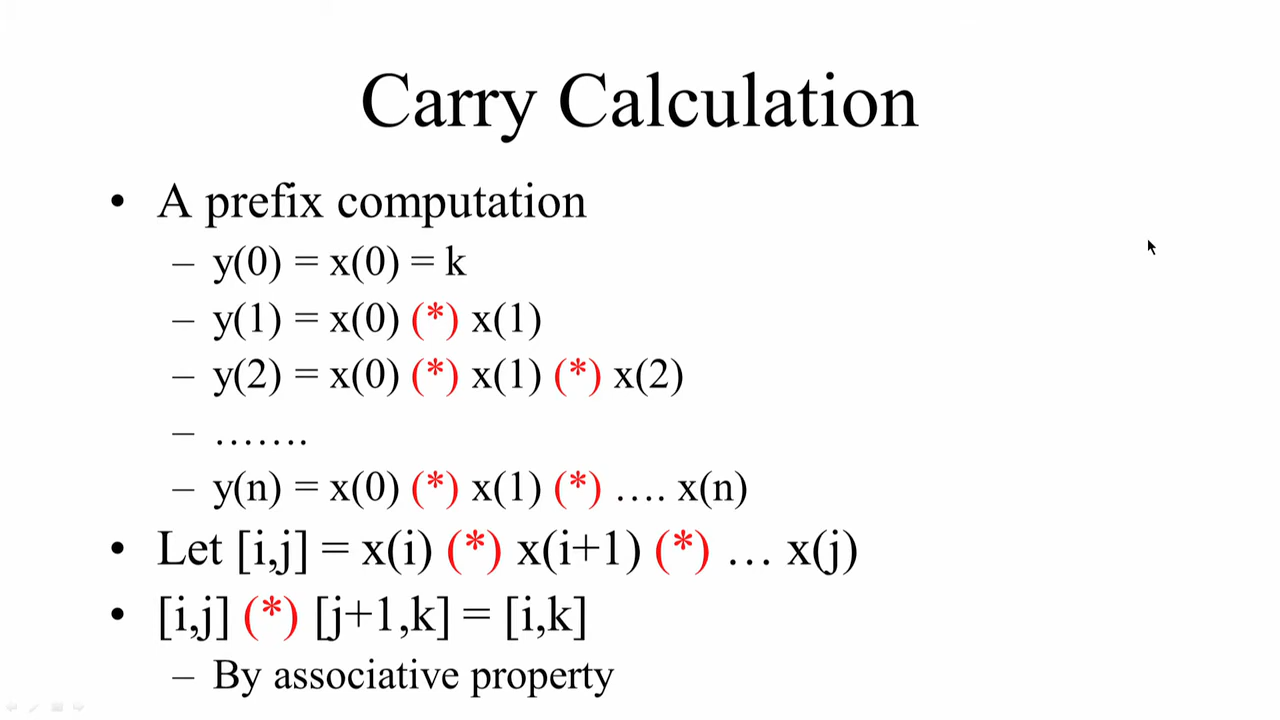 Carry Calculation
• A prefix computation
– y(0) = x(0) = k
– y(1) = x(0) (*) x(1)
– y(2) = x(0) (*) x(1) (*) x(2)
– …….
– y(n) = x(0) (*) x(1) (*) …. x(n)
• Let [i,j] = x(i) (*) x(i+1) (*) … x(j)
• [i,j] (*) [j+1,k] = [i,k]
– By associative property